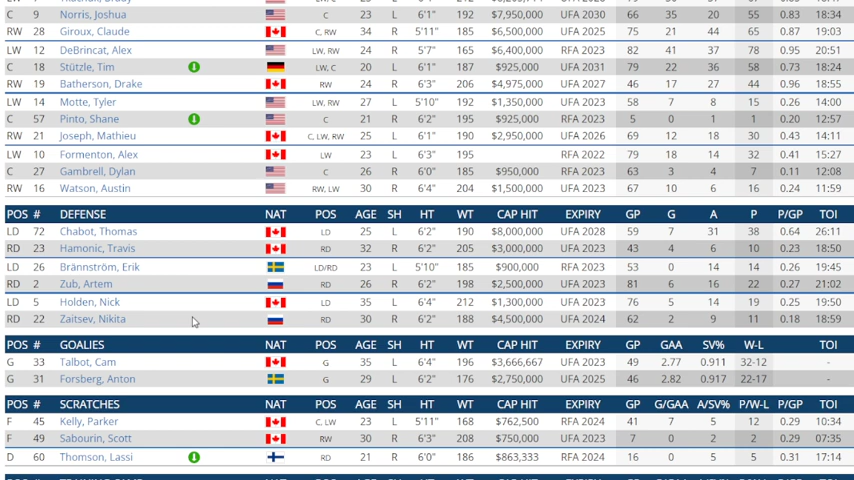 C 9 Norris, Joshua C 23 L 6'1" 192 $7,950,000 UFA 2030 66 35 20 55 0.83 18:34
RW 28 Giroux, Claude C, RW 34 R 5'11" 185 $6,500,000 UFA 2025 75 21 44 65 0.87 19:03
LW 12 DeBrincat, Alex LW, RW 24 R 5'7" 165 $6,400,000 RFA 2023 82 41 37 78 0.95 20:51
C 18 Stützle, Tim LW, C 20 L 6'1" 187 $925,000 UFA 2031 79 22 36 58 0.73 18:24
RW 19 Batherson, Drake RW 24 R 6'3" 206 $4,975,000 UFA 2027 46 17 27 44 0.96 18:55
LW 14 Motte, Tyler LW, RW 27 L 5'10" 192 $1,350,000 UFA 2023 58 7 8 15 0.26 14:00
C 57 Pinto, Shane C 21 R 6'2" 195 $925,000 RFA 2023 5 0 1 1 0.20 12:57
RW 21 Joseph, Mathieu C, LW, RW 25 L 6'1" 190 $2,950,000 UFA 2026 69 12 18 30 0.43 14:11
LW 10 Formenton, Alex LW 23 L 6'3" 195 RFA 2022 79 18 14 32 0.41 15:27
C 27 Gambrell, Dylan C 26 R 6'0" 185 $950,000 RFA 2023 63 3 4 7 0.11 12:08
RW 16 Watson, Austin RW, LW 30 R 6'4" 204 $1,500,000 UFA 2023 67 10 6 16 0.24 11:59
POS # DEFENSE NAT POS AGE SH HT WT CAP HIT EXPIRY GP G A P P/GP TOI
LD 72 Chabot, Thomas LD 25 L 6'2" 190 $8,000,000 UFA 2028 59 7 31 38 0.64 26:11
RD 23 Hamonic, Travis RD 32 R 6'2" 205 $3,000,000 UFA 2023 43 4 6 10 0.23 18:50
LD 26 Brännström, Erik LD/RD 23 L 5'10" 185 $900,000 RFA 2023 53 0 14 14 0.26 19:45
RD 2 Zub, Artem RD 26 R 6'2" 198 $2,500,000 UFA 2023 81 6 16 22 0.27 21:02
LD 5 Holden, Nick LD 35 L 6'4" 212 $1,300,000 UFA 2023 76 5 14 19 0.25 19:50
RD 22 Zaitsev, Nikita RD 30 R 6'2" 188 $4,500,000 UFA 2024 62 2 9 11 0.18 18:59
POS # GOALIES NAT POS AGE SH HT WT CAP HIT EXPIRY GP GAA SV% W-L TOI
G 33 Talbot, Cam G 35 L 6'4" 196 $3,666,667 UFA 2023 49 2.77 0.911 32-12 -
G 31 Forsberg, Anton G 29 L 6'2" 176 $2,750,000 UFA 2025 46 2.82 0.917 22-17 -
POS # SCRATCHES NAT POS AGE SH HT WT CAP HIT EXPIRY GP G/GAA A/SV% P/W-L P/GP TOI
F 45 Kelly, Parker C, LW 23 L 5'11" 168 $762,500 RFA 2024 41 7 5 12 0.29 10:34
F 49 Sabourin, Scott RW 30 R 6'3" 208 $750,000 UFA 2023 7 0 2 2 0.29 07:35
D 60 Thomson, Lassi RD 21 R 6'0" 186 $863,333 RFA 2024 16 0 5 5 0.31 17:14